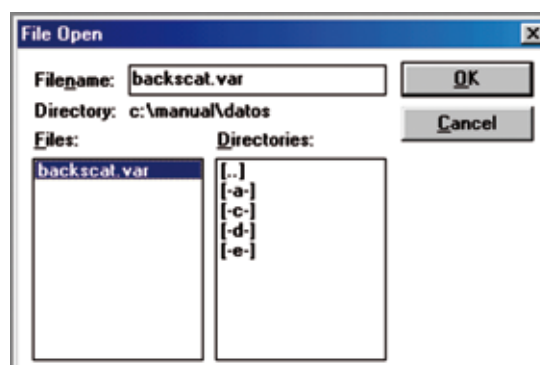 File Open
Filename: backscat.var
OK
Directory: c:\manual\datos
Cancel
Files: Directories:
backscat.var [..]
[-a-]
[-c-]
[-d-]
[-e-]